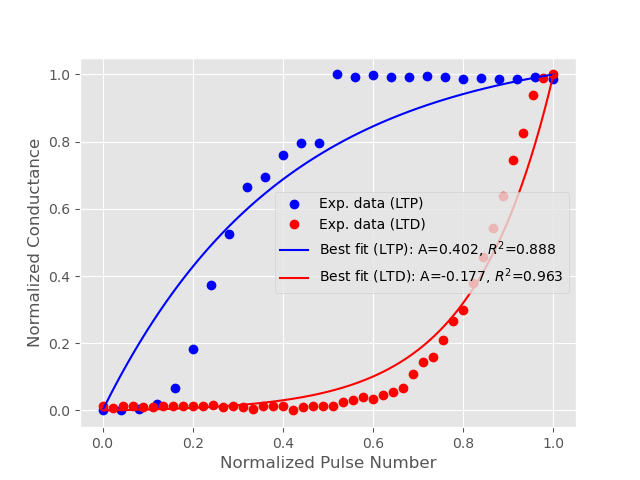 1.0
0.8
0.6
0.4
0.2
0.0
Normalized Conductance
Exp. data (LTP)
Exp. data (LTD)
Best fit (LTP): A=0.402, R²=0.888
Best fit (LTD): A=-0.177, R²=0.963
0.0 0.2 0.4 0.6 0.8 1.0
Normalized Pulse Number